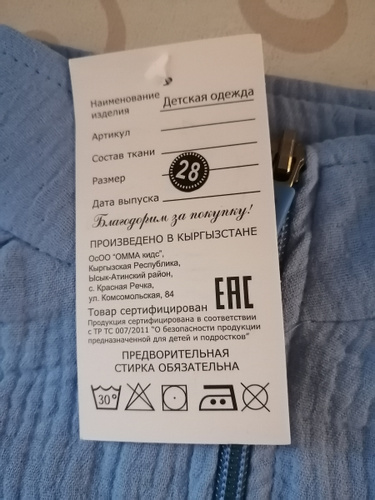 Наименование
изделия Детская одежда
Артикул
Состав ткани
Размер 28
Дата выпуска
Благодарим за покупку!
ПРОИЗВЕДЕНО В КЫРГЫЗСТАНЕ
ОсОО "ОММА кидс",
Кыргызская Республика,
Ысык-Атинский район,
с. Красная Речка,
ул. Комсомольская, 84
EAC
Товар сертифицирован
Продукция сертифицирована в соответствии
с ТР ТС 007/2011 "О безопасности продукции
предназначенной для детей и подростков"
ПРЕДВОРИТЕЛЬНАЯ
СТИРКА ОБЯЗАТЕЛЬНА
30°